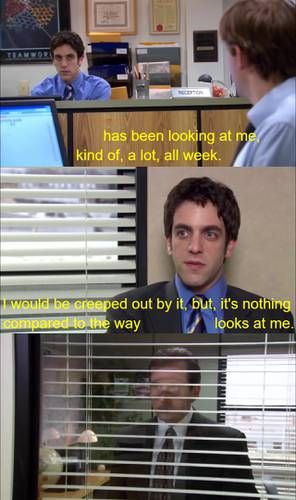 TEAMWORK
RECEPTION
has been looking at me,
kind of, a lot, all week.
I would be creeped out by it, but, it's nothing
compared to the way looks at me.